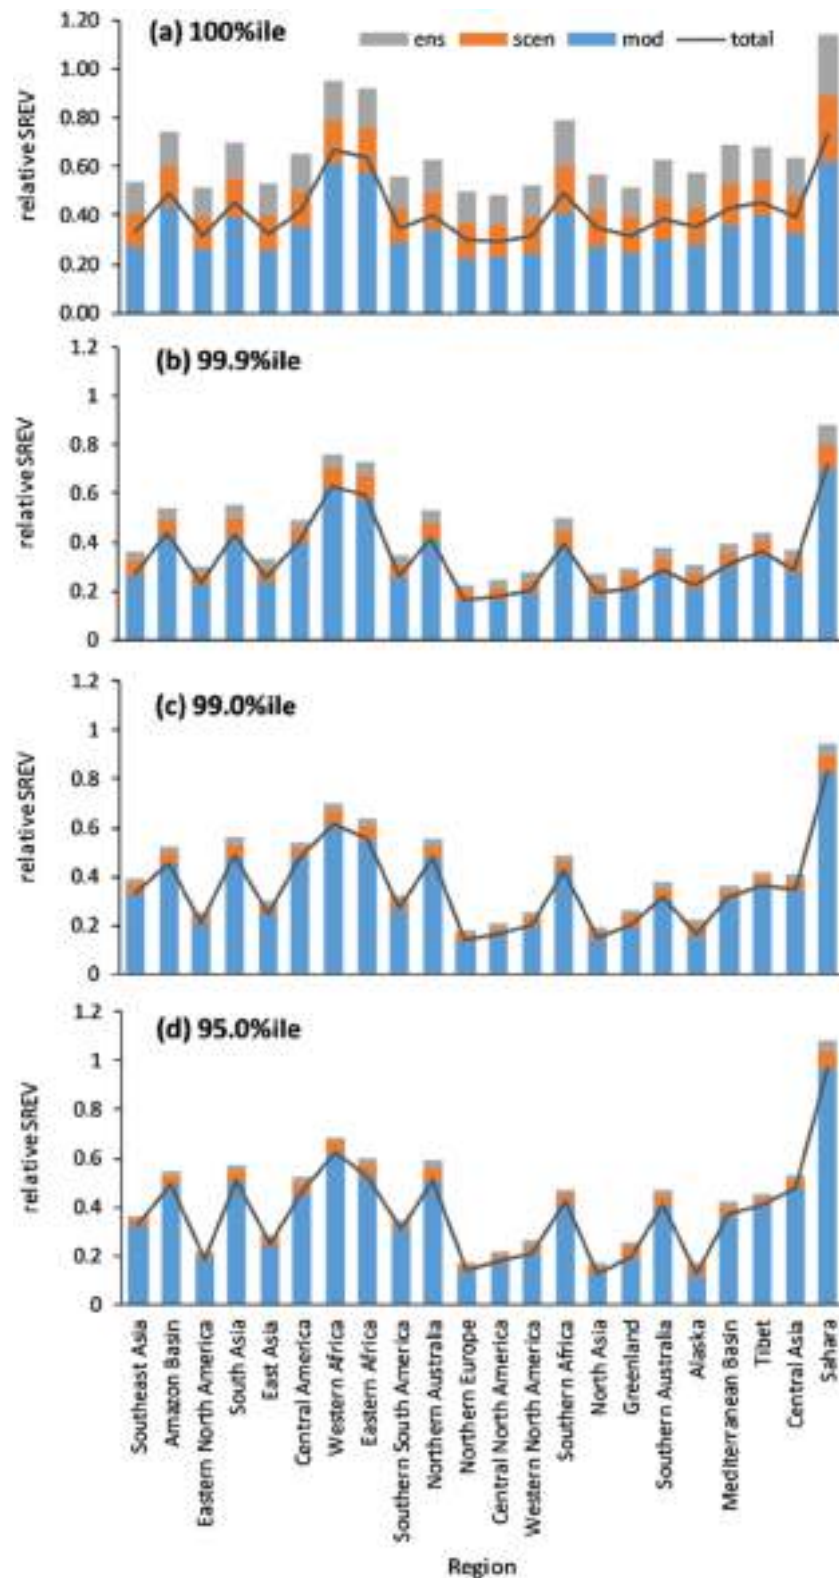 (a) 100%ile
ens scen mod total
relative SREV
1.20
1.00
0.80
0.60
0.40
0.20
0.00
(b) 99.9%ile
relative SREV
1.2
1
0.8
0.6
0.4
0.2
0
(c) 99.0%ile
relative SREV
1.2
1
0.8
0.6
0.4
0.2
0
(d) 95.0%ile
relative SREV
1.2
1
0.8
0.6
0.4
0.2
0
Southeast Asia
Amazon Basin
Eastern North America
South Asia
East Asia
Central America
Western Africa
Eastern Africa
Southern South America
Northern Australia
Northern Europe
Central North America
Western North America
Southern Africa
North Asia
Greenland
Southern Australia
Alaska
Mediterranean Basin
Tibet
Central Asia
Sahara
Region